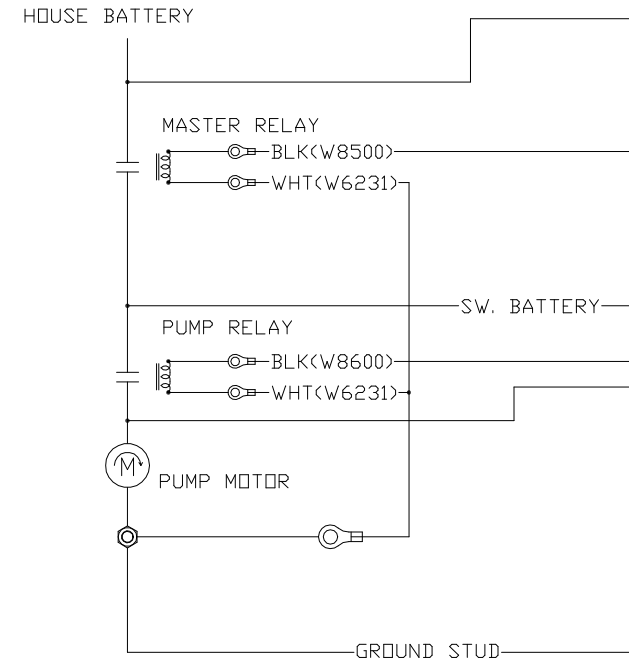 HOUSE BATTERY
MASTER RELAY
BLK(W8500)
WHT(W6231)
SW. BATTERY
PUMP RELAY
BLK(W8600)
WHT(W6231)
M
PUMP MOTOR
GROUND STUD